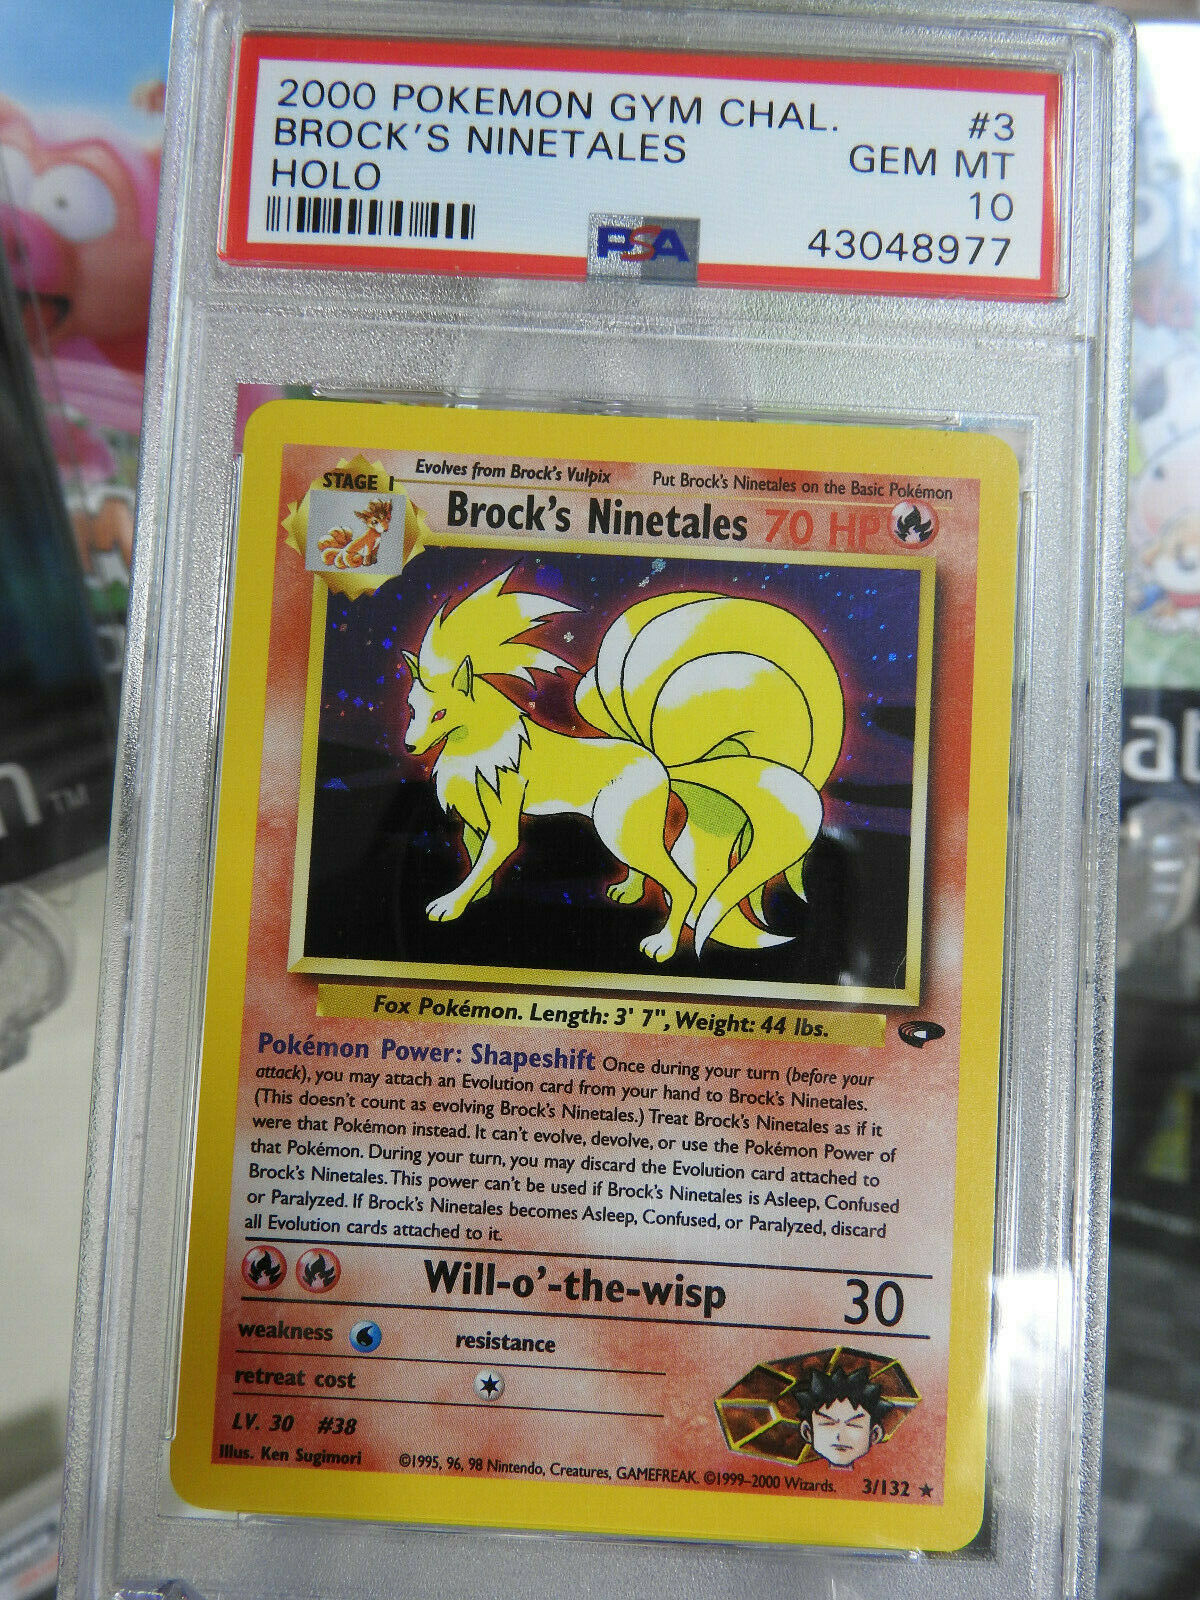 2000 POKEMON GYM CHAL. #3
BROCK'S NINETALES GEM MT
HOLO 10
PSA 43048977
STAGE 1 Evolves from Brock's Vulpix Put Brock's Ninetales on the Basic Pokémon
Brock's Ninetales 70 HP
Fox Pokémon. Length: 3' 7", Weight: 44 lbs.
Pokémon Power: Shapeshift Once during your turn (before your
attack), you may attach an Evolution card from your hand to Brock's Ninetales.
(This doesn't count as evolving Brock's Ninetales.) Treat Brock's Ninetales as if it
were that Pokémon instead. It can't evolve, devolve, or use the Pokémon Power of
that Pokémon. During your turn, you may discard the Evolution card attached to
Brock's Ninetales. This power can't be used if Brock's Ninetales is Asleep, Confused
or Paralyzed. If Brock's Ninetales becomes Asleep, Confused, or Paralyzed, discard
all Evolution cards attached to it.
Will-o'-the-wisp 30
weakness resistance
retreat cost
LV. 30 #38
Illus. Ken Sugimori ©1995, 96, 98 Nintendo, Creatures, GAMEFREAK. ©1999-2000 Wizards. 3/132 ★